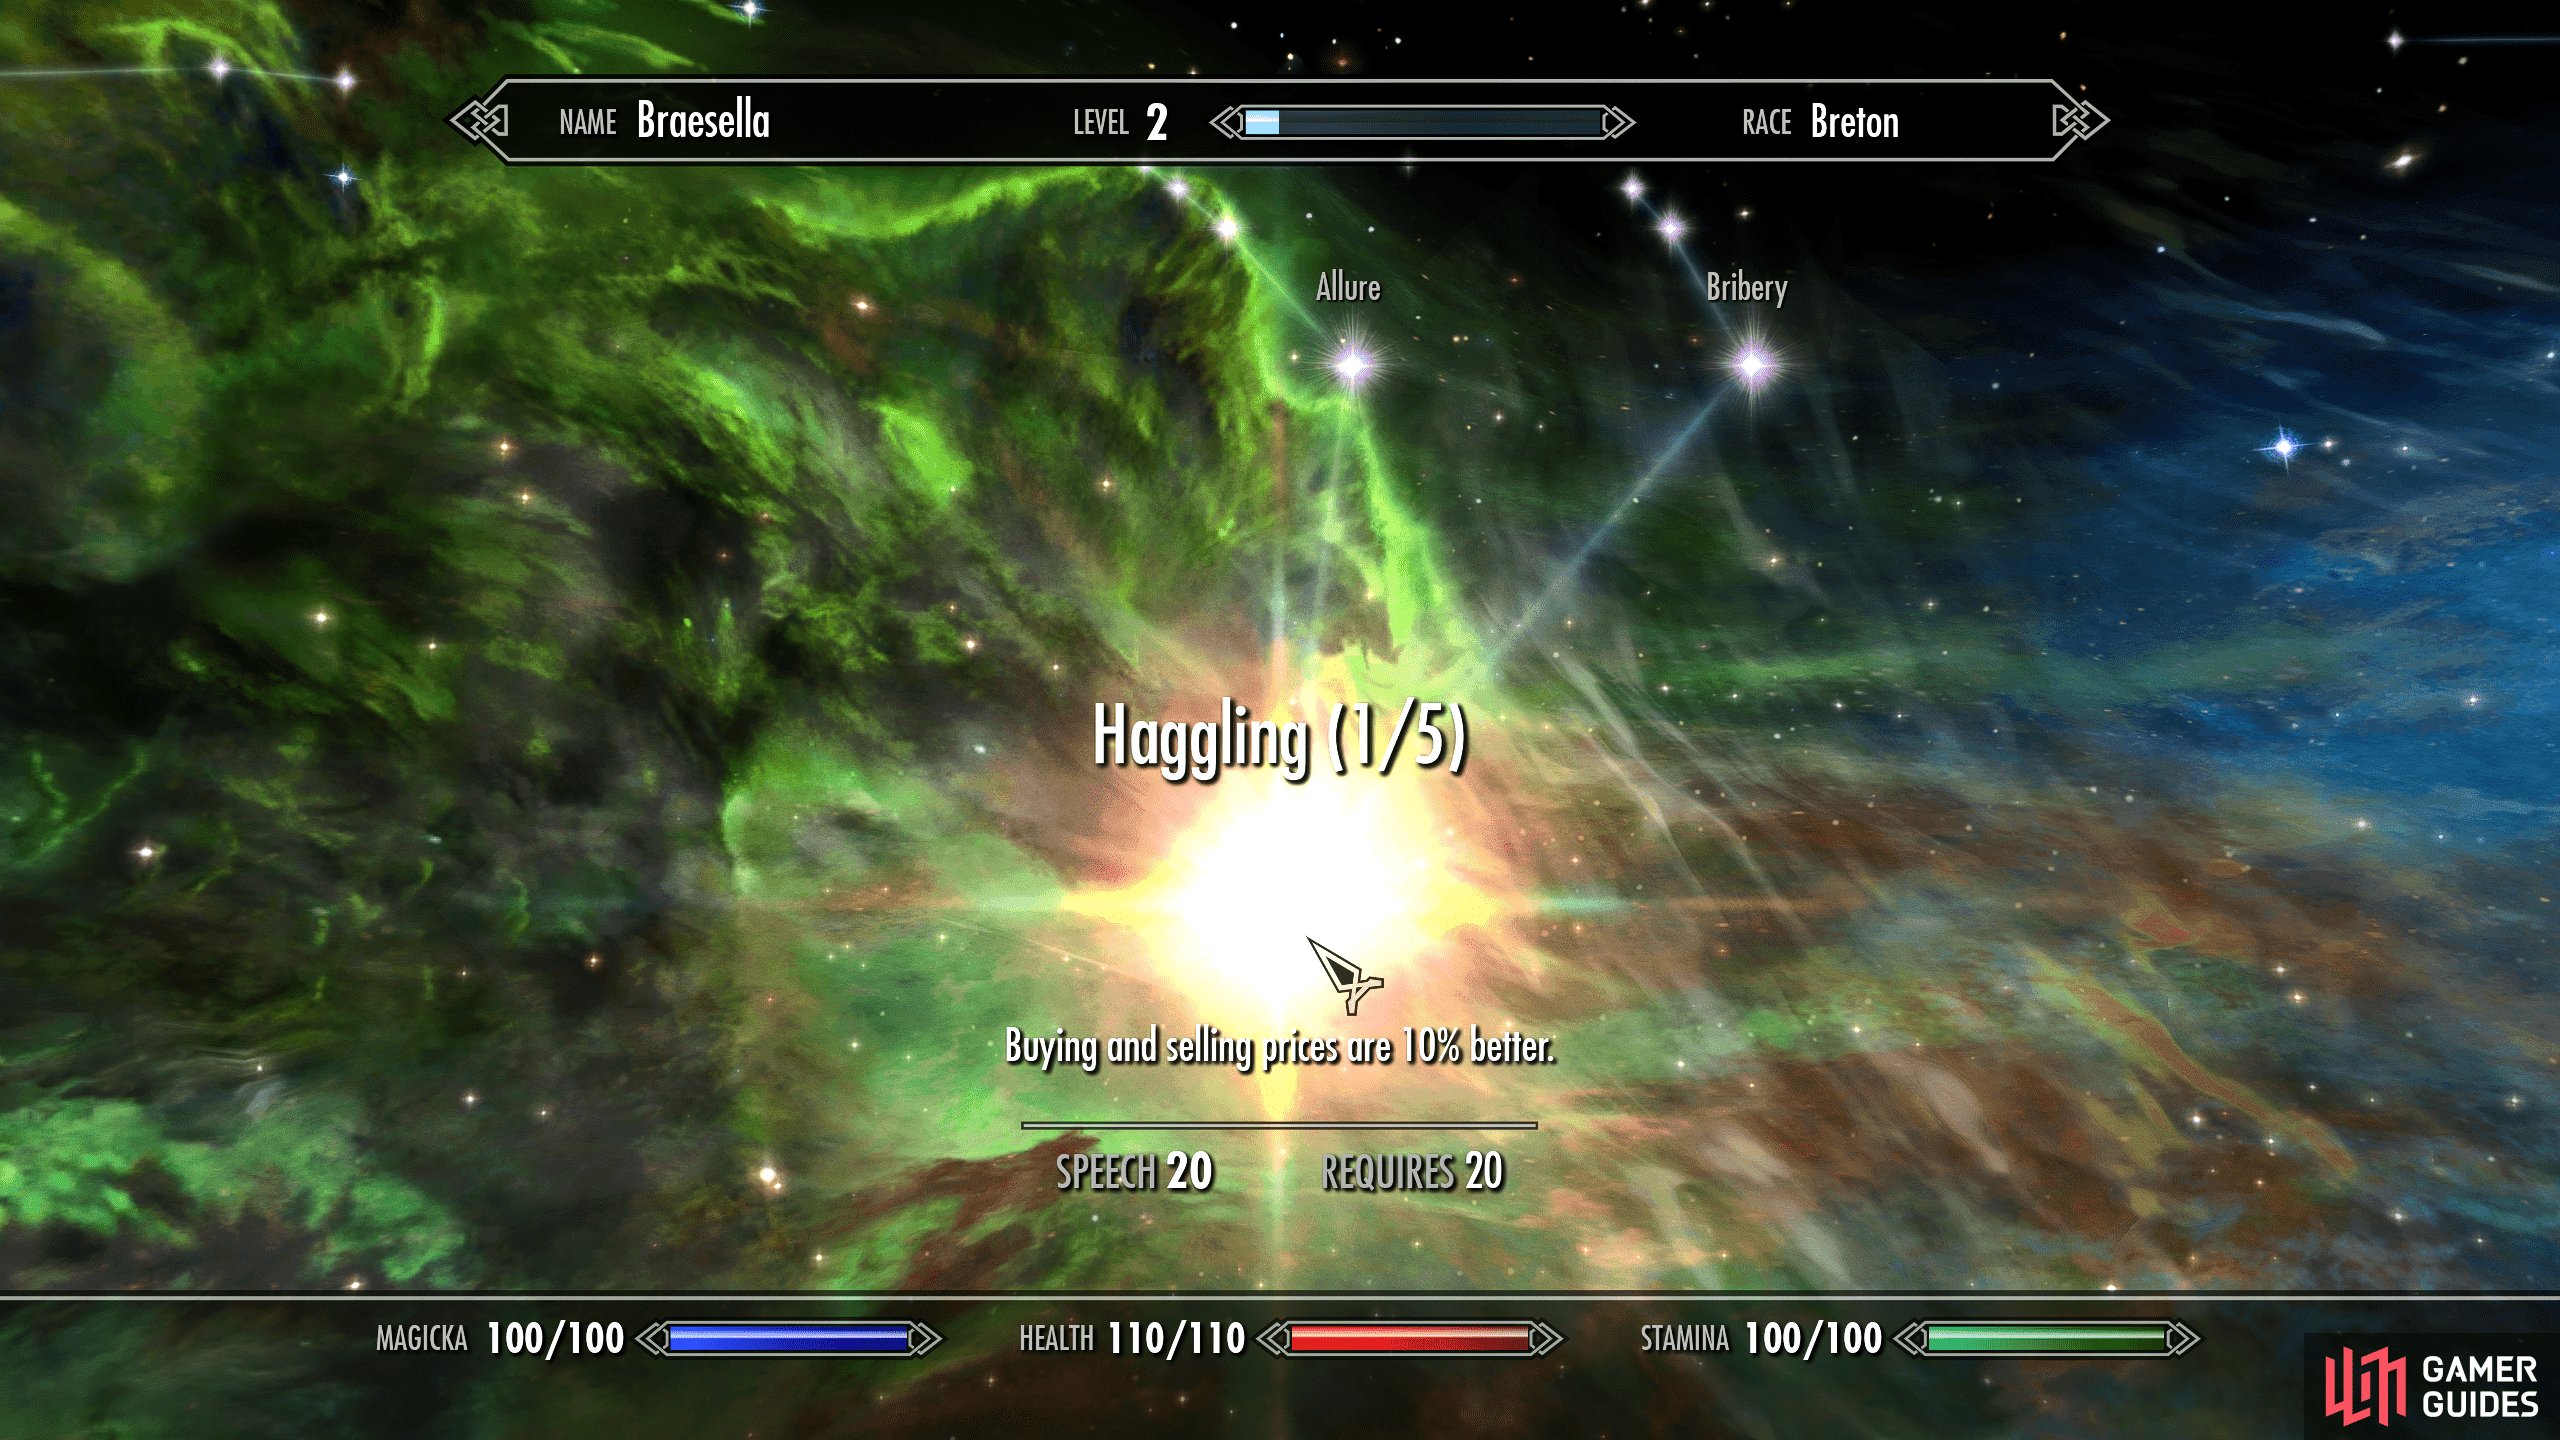 NAME Braesella LEVEL 2 RACE Breton
Allure Bribery
Haggling (1/5)
Buying and selling prices are 10% better.
SPEECH 20 REQUIRES 20
MAGICKA 100/100 HEALTH 110/110 STAMINA 100/100
GAMER
GUIDES